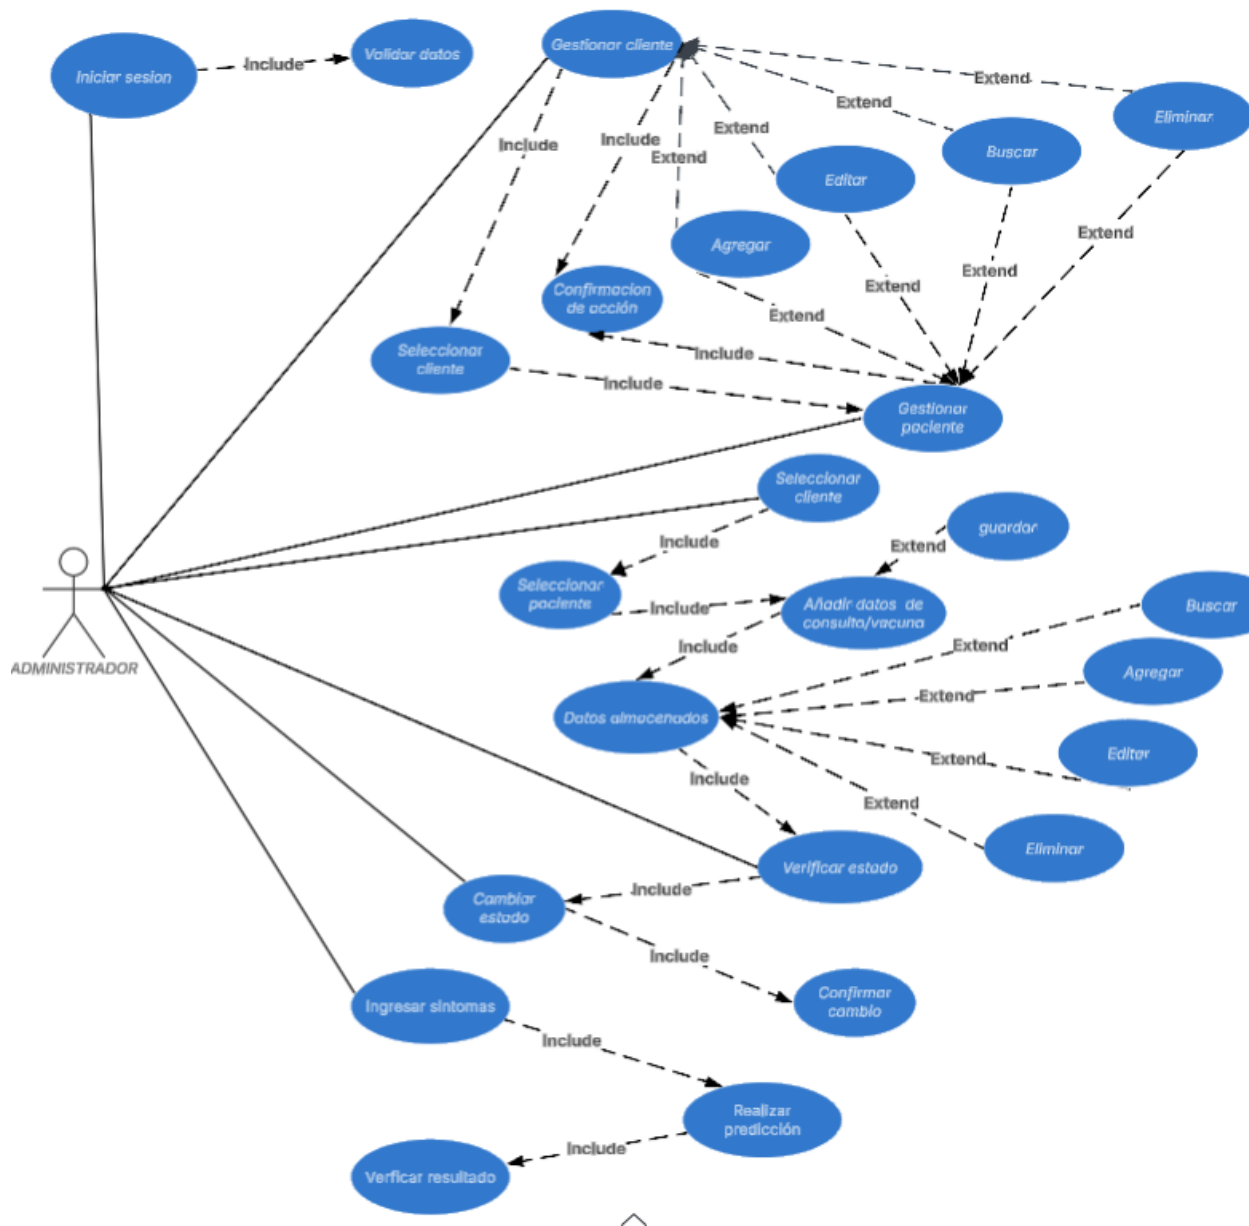 Iniciar sesion
Include
Validar datos
Gestionar cliente
Extend
Eliminar
Extend
Buscar
Extend
Editar
Include
Include
Extend
Agregar
Extend
Extend
Extend
Extend
Confirmacion
de acción
Include
Seleccionar
cliente
Include
Gestionar
paciente
Seleccionar
cliente
Include
guardar
Extend
Seleccionar
paciente
Include
Añadir datos de
consulta/vacuna
Include
Buscar
Extend
ADMINISTRADOR
Agregar
Extend
Datos almacenados
Editar
Extend
Include
Extend
Eliminar
Verificar estado
Include
Cambiar
estado
Include
Confirmar
cambio
Ingresar sintomas
Include
Realizar
predicción
Include
Verficar resultado